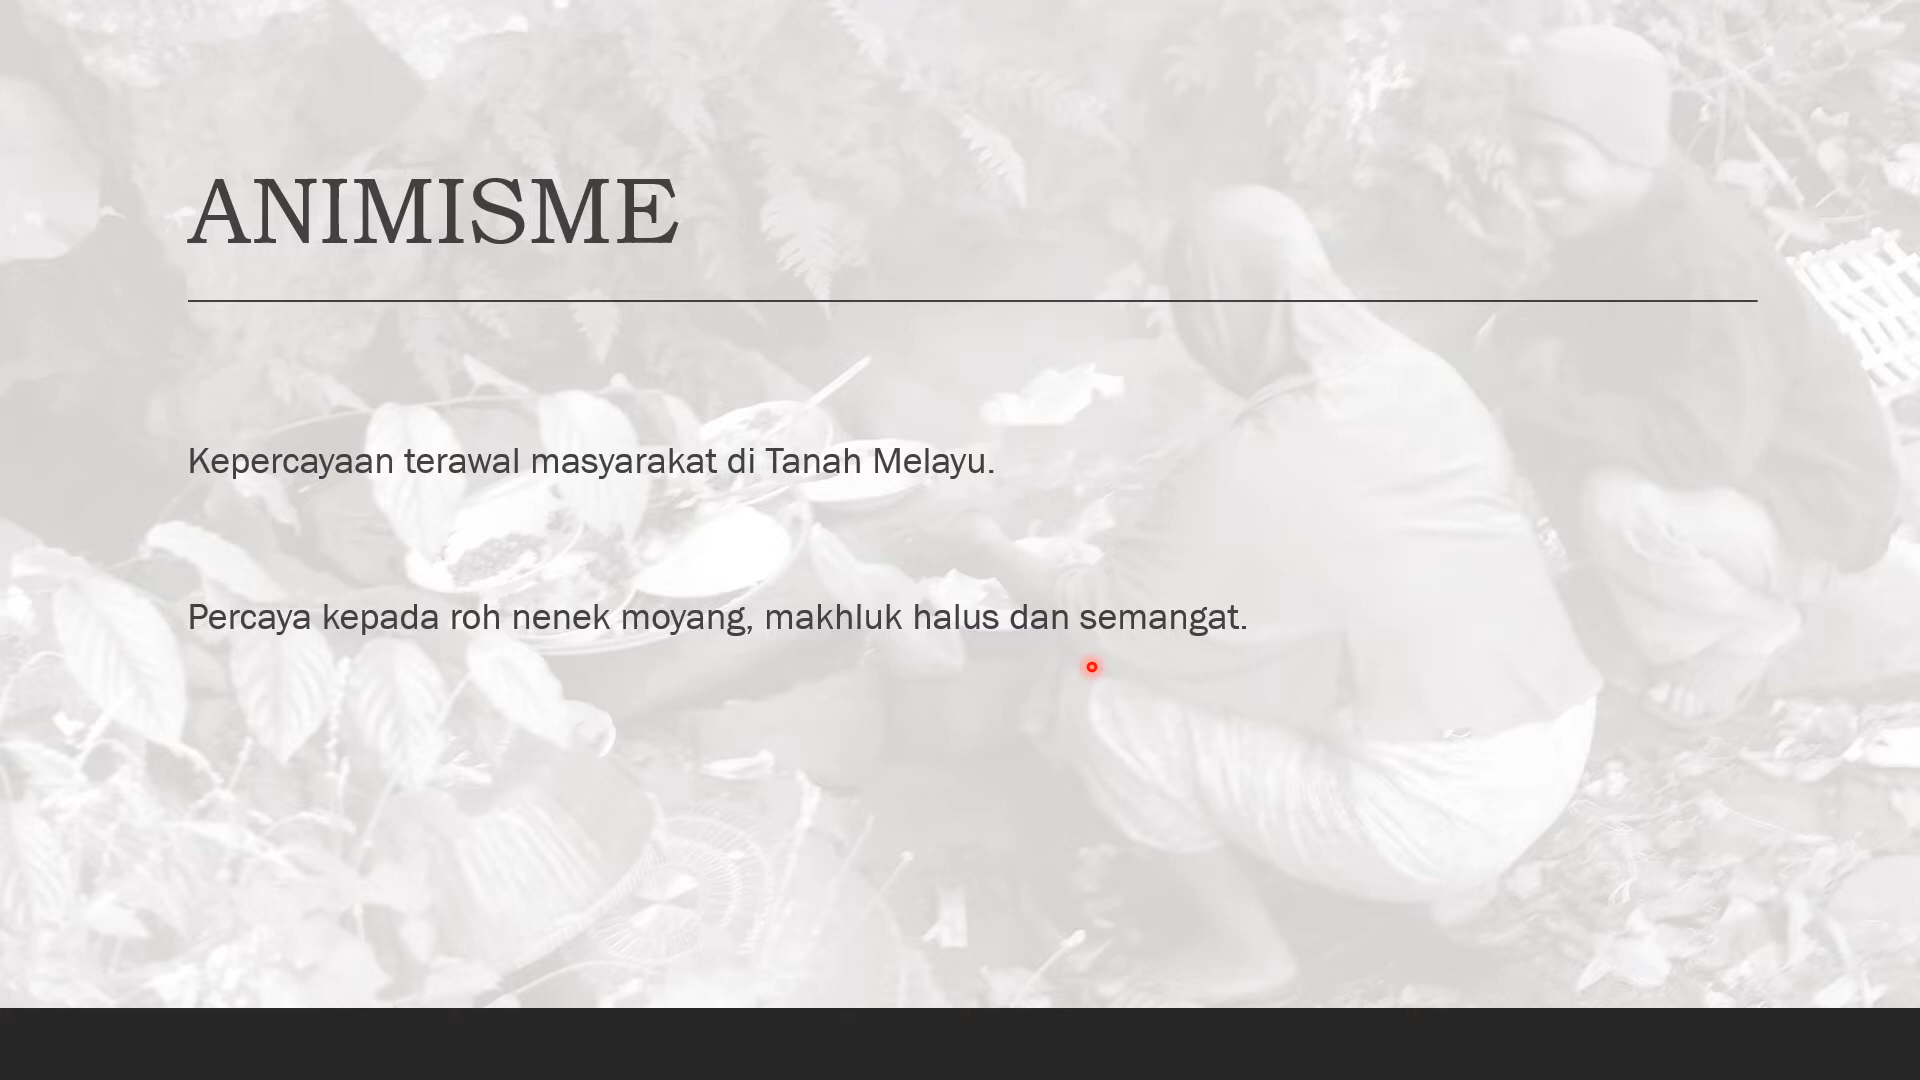 ANIMISME
Kepercayaan terawal masyarakat di Tanah Melayu.
Percaya kepada roh nenek moyang, makhluk halus dan semangat.